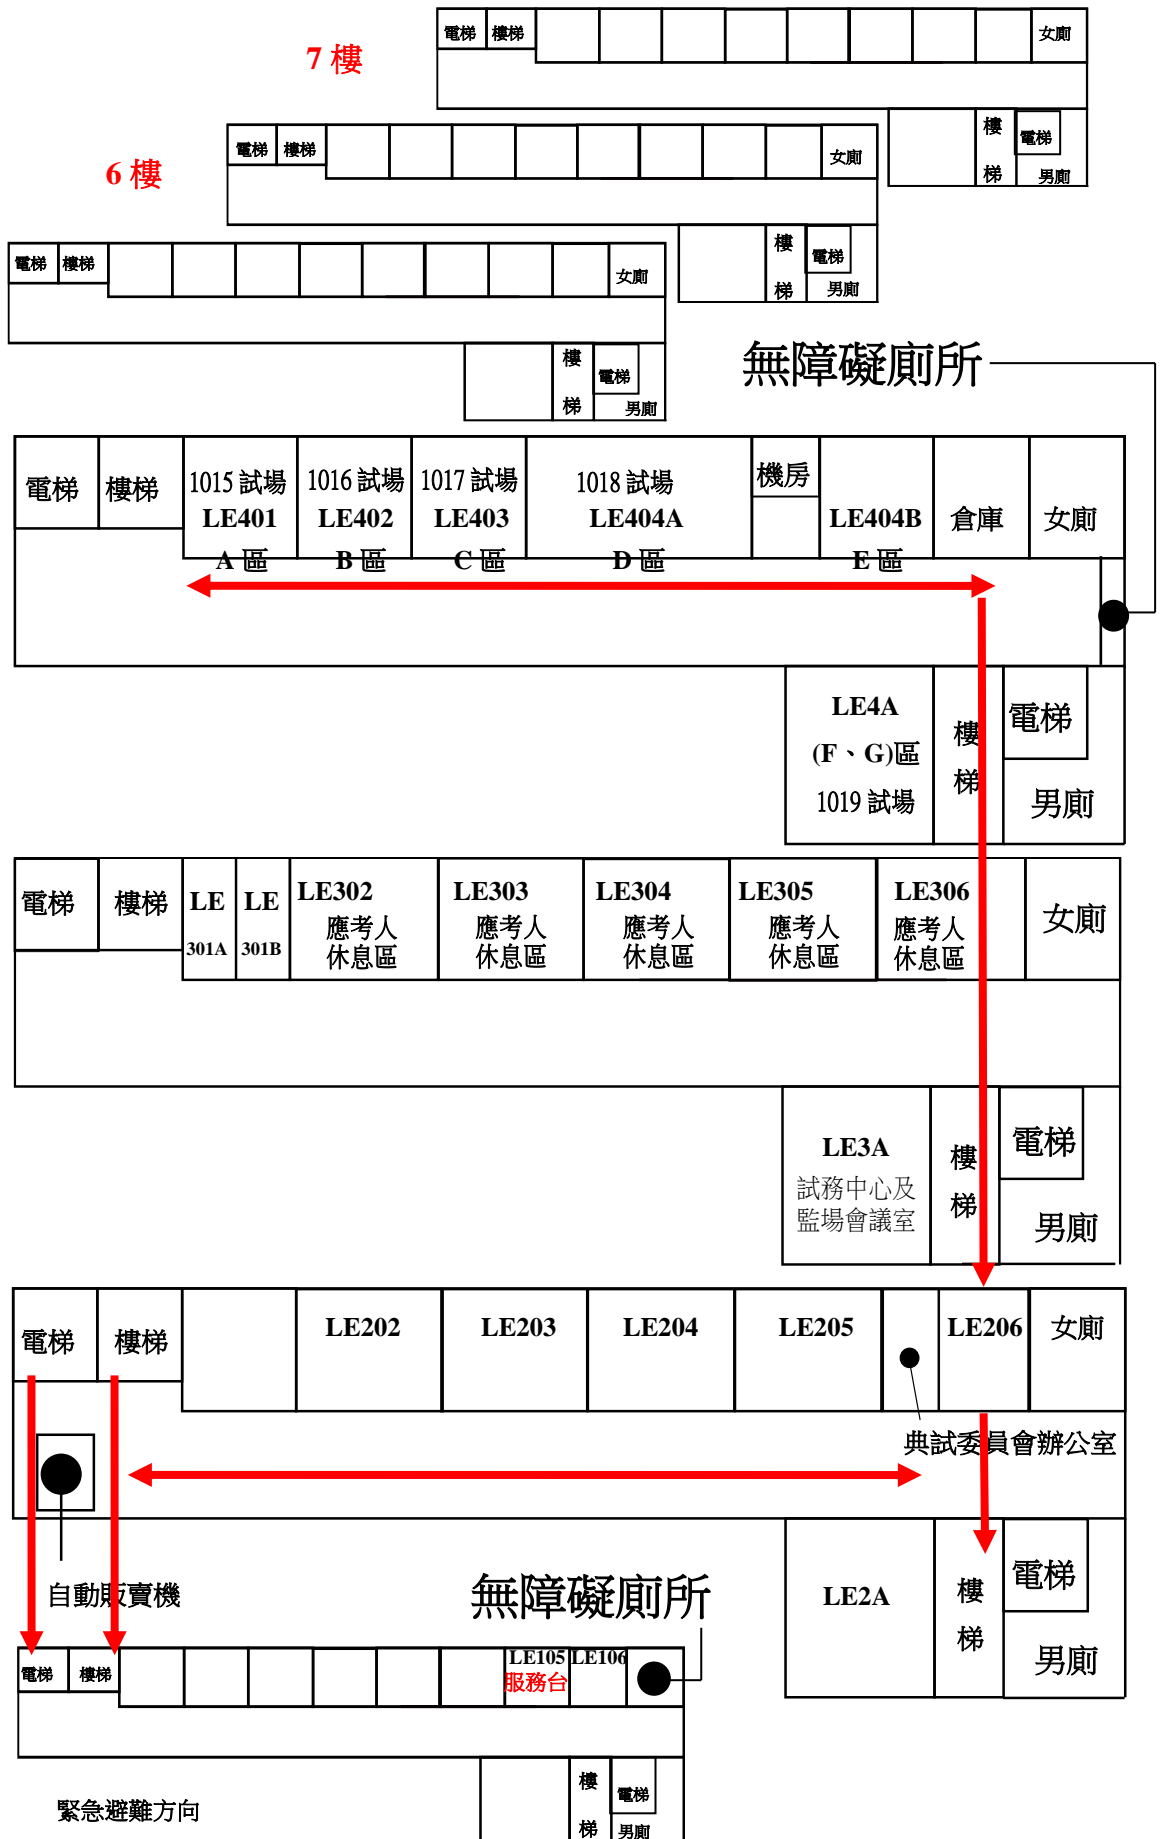 7 樓
電梯 樓梯 女廁
樓梯 電梯 男廁
6 樓
電梯 樓梯 女廁
樓梯 電梯 男廁
電梯 樓梯 女廁
樓梯 電梯 男廁
無障礙廁所
電梯 樓梯 1015 試場 LE401 A 區
1016 試場 LE402 B 區
1017 試場 LE403 C 區
1018 試場 LE404A D 區
機房
LE404B E 區
倉庫
女廁
LE4A
(F、G)區
1019 試場
樓梯
電梯
男廁
電梯 樓梯
LE 301A
LE 301B
LE302 應考人 休息區
LE303 應考人 休息區
LE304 應考人 休息區
LE305 應考人 休息區
LE306 應考人 休息區
女廁
LE3A
試務中心及
監場會議室
樓梯
電梯
男廁
電梯 樓梯 LE202 LE203 LE204 LE205 LE206 女廁
典試委員會辦公室
自動販賣機
LE2A
樓梯
電梯
男廁
無障礙廁所
電梯 樓梯
LE105 服務台
LE106
樓梯
電梯
男廁
緊急避難方向